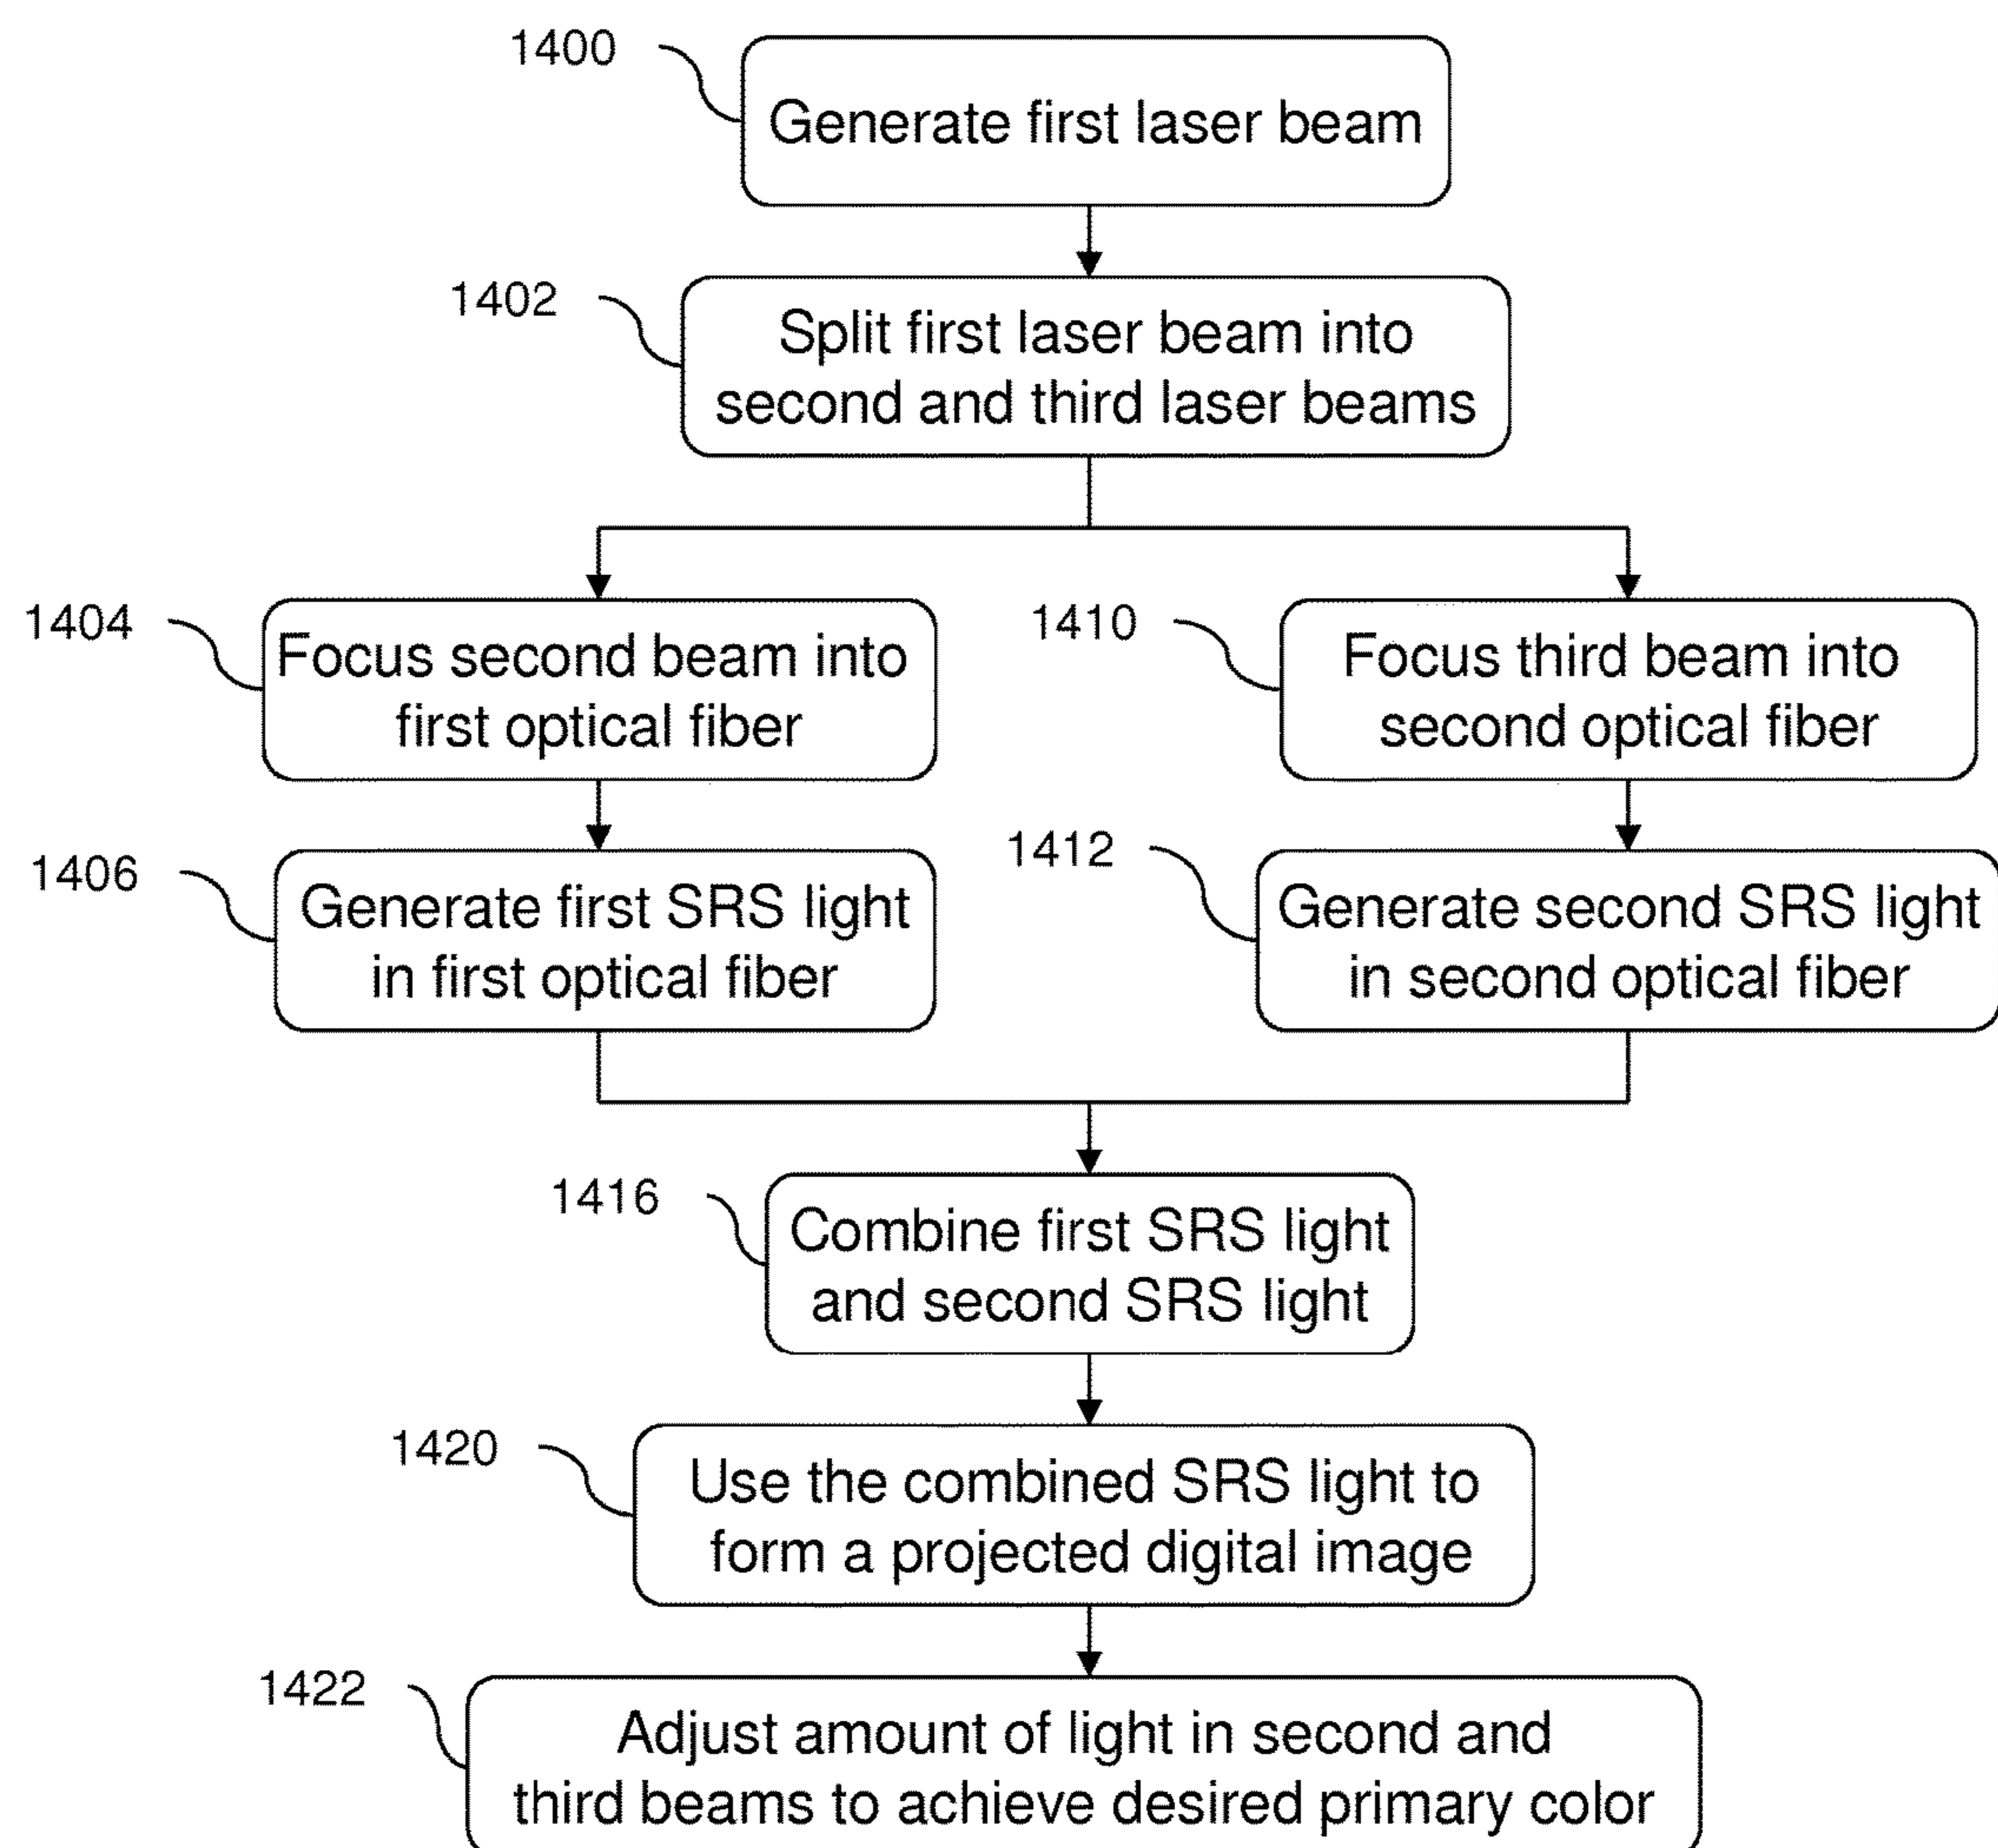 1400
Generate first laser beam
1402
Split first laser beam into
second and third laser beams
1404
Focus second beam into
first optical fiber
1410
Focus third beam into
second optical fiber
1406
Generate first SRS light
in first optical fiber
1412
Generate second SRS light
in second optical fiber
1416
Combine first SRS light
and second SRS light
1420
Use the combined SRS light to
form a projected digital image
1422
Adjust amount of light in second and
third beams to achieve desired primary color